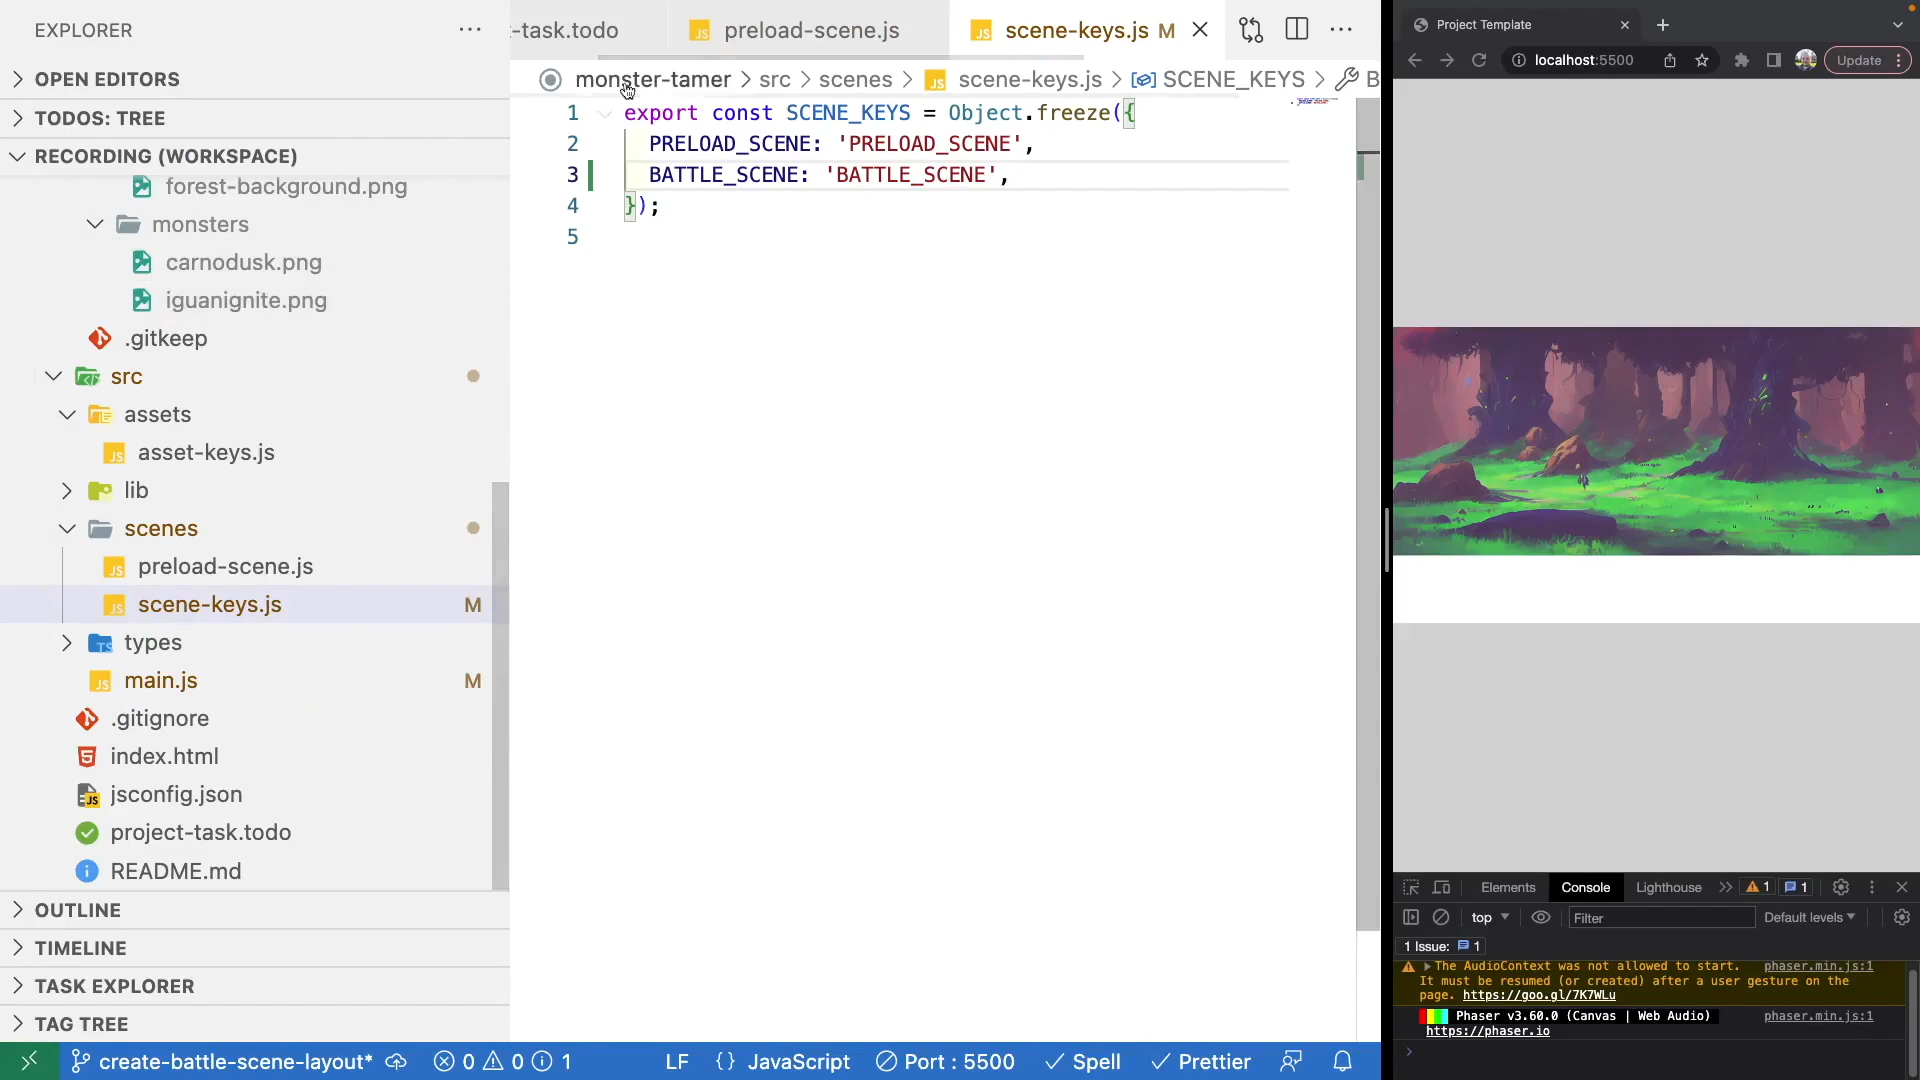 EXPLORER
OPEN EDITORS
TODOS: TREE
RECORDING (WORKSPACE)
forest-background.png
monsters
carnodusk.png
iguanignite.png
.gitkeep
src
assets
asset-keys.js
lib
scenes
preload-scene.js
scene-keys.js M
types
main.js M
.gitignore
index.html
jsconfig.json
project-task.todo
README.md
OUTLINE
TIMELINE
TASK EXPLORER
TAG TREE
-task.todo preload-scene.js scene-keys.js M
monster-tamer > src > scenes > scene-keys.js > SCENE_KEYS > B
1 export const SCENE_KEYS = Object.freeze({
2 PRELOAD_SCENE: 'PRELOAD_SCENE',
3 BATTLE_SCENE: 'BATTLE_SCENE',
4 });
5
create-battle-scene-layout* 0 0 1 LF {} JavaScript Port : 5500 Spell Prettier
Project Template
localhost:5500 Update
Elements Console Lighthouse 1 1
top Filter Default levels
1 Issue: 1
The AudioContext was not allowed to start. phaser.min.js:1
It must be resumed (or created) after a user gesture on the
page. https://goo.gl/7K7WLu
Phaser v3.60.0 (Canvas | Web Audio) phaser.min.js:1
https://phaser.io